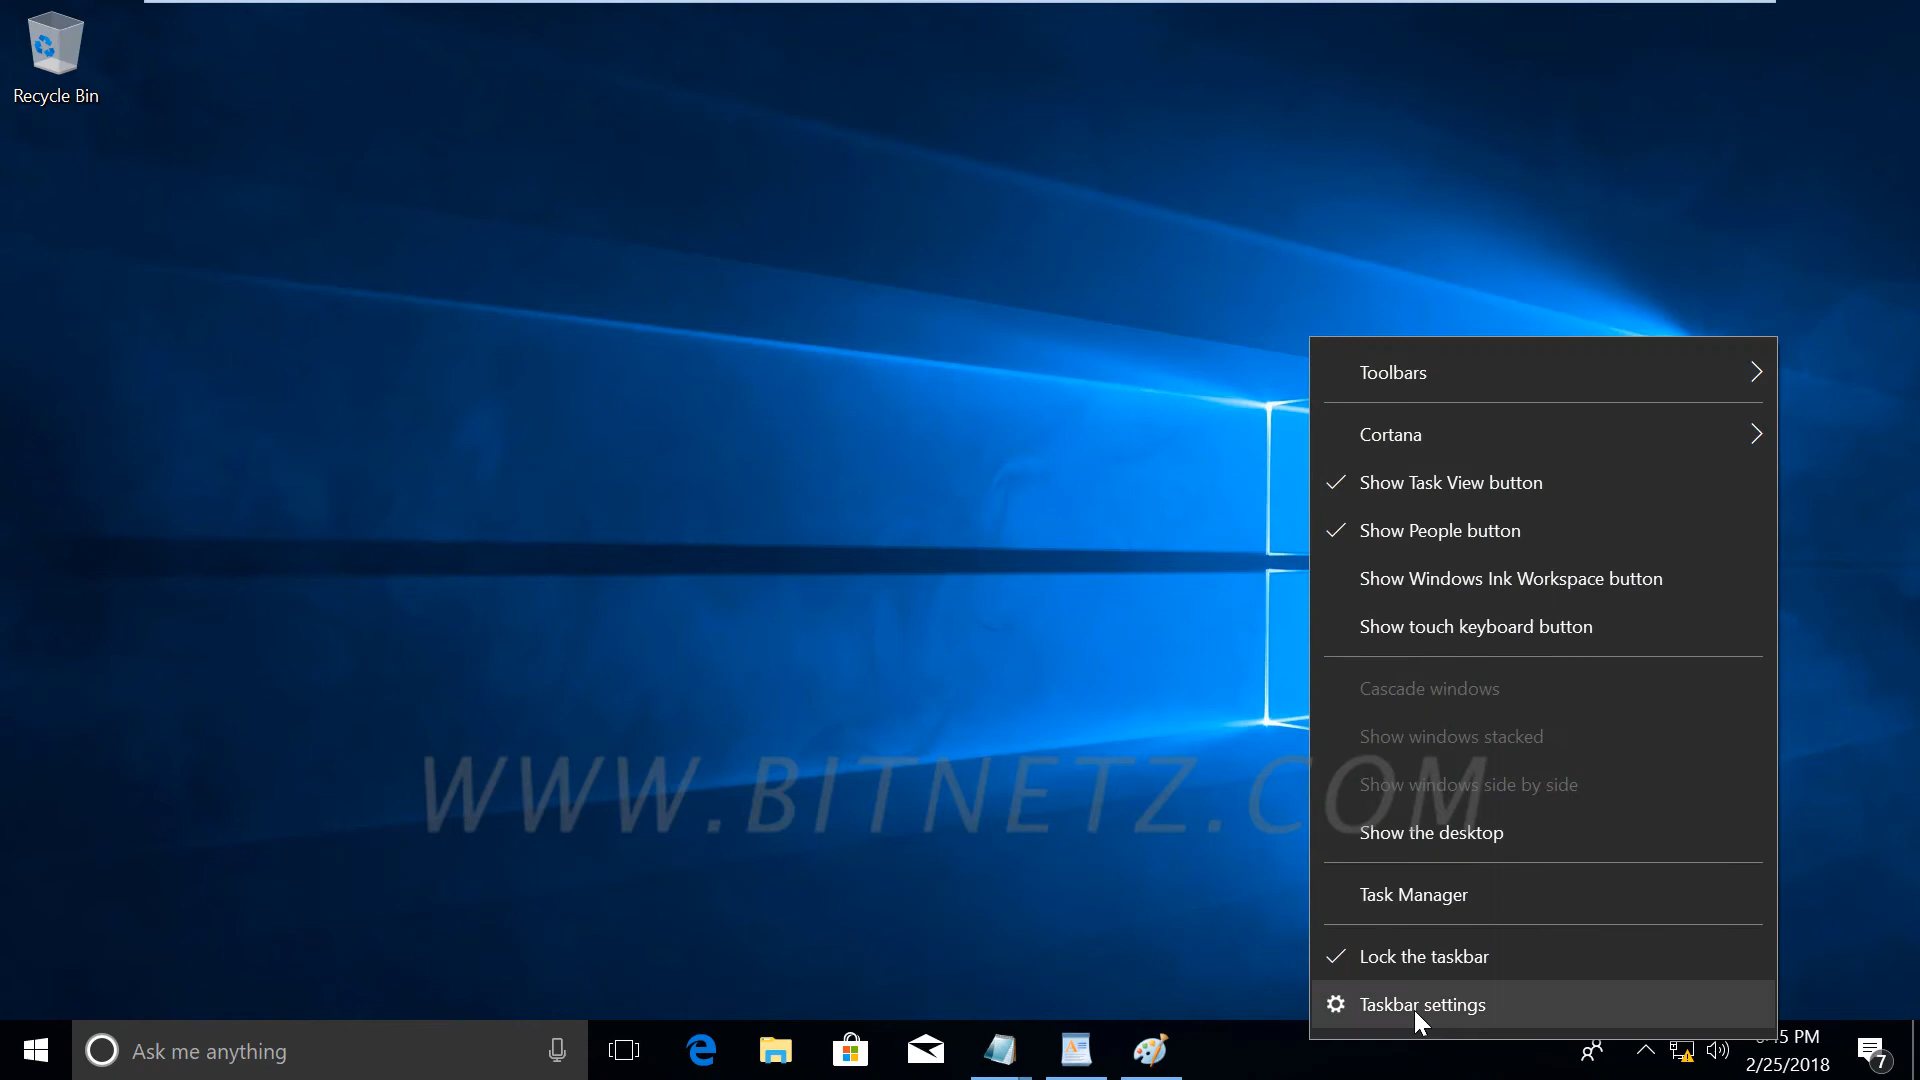 Recycle Bin
Toolbars
Cortana
Show Task View button
Show People button
Show Windows Ink Workspace button
Show touch keyboard button
Cascade windows
Show windows stacked
Show windows side by side
WWW.BITNETZ.COM
Show the desktop
Task Manager
Lock the taskbar
Taskbar settings
Ask me anything
PM
2/25/2018
7